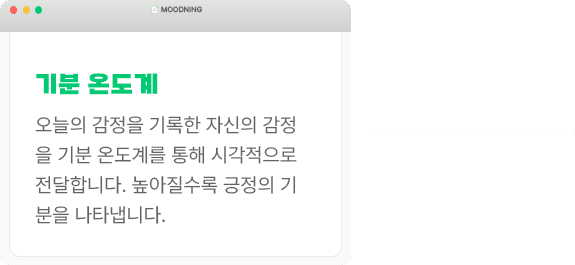 MOODNING
기분 온도계
오늘의 감정을 기록한 자신의 감정
을 기분 온도계를 통해 시각적으로
전달합니다. 높아질수록 긍정의 기
분을 나타냅니다.